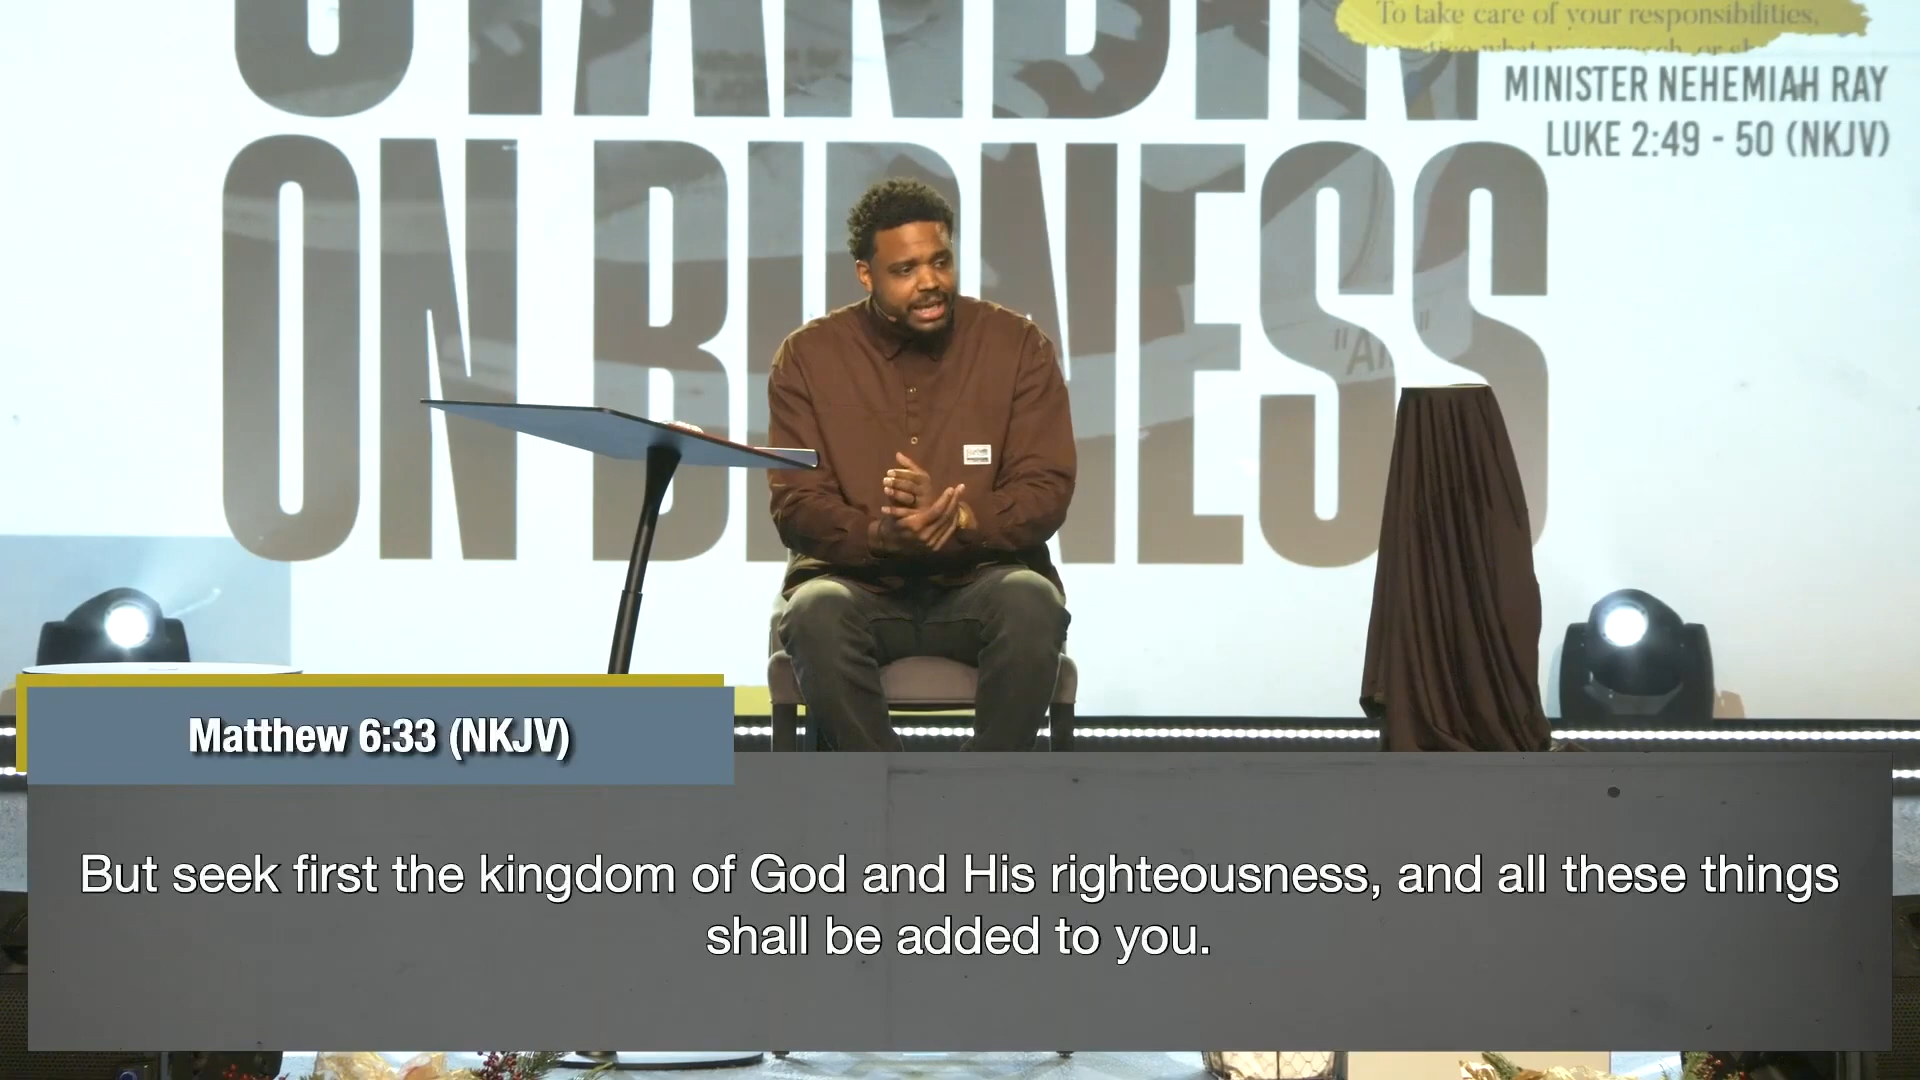 To take care of your responsibilities,
STANDIN
MINISTER NEHEMIAH RAY
LUKE 2:49 - 50 (NKJV)
ON BIDNESS
Matthew 6:33 (NKJV)
But seek first the kingdom of God and His righteousness, and all these things
shall be added to you.